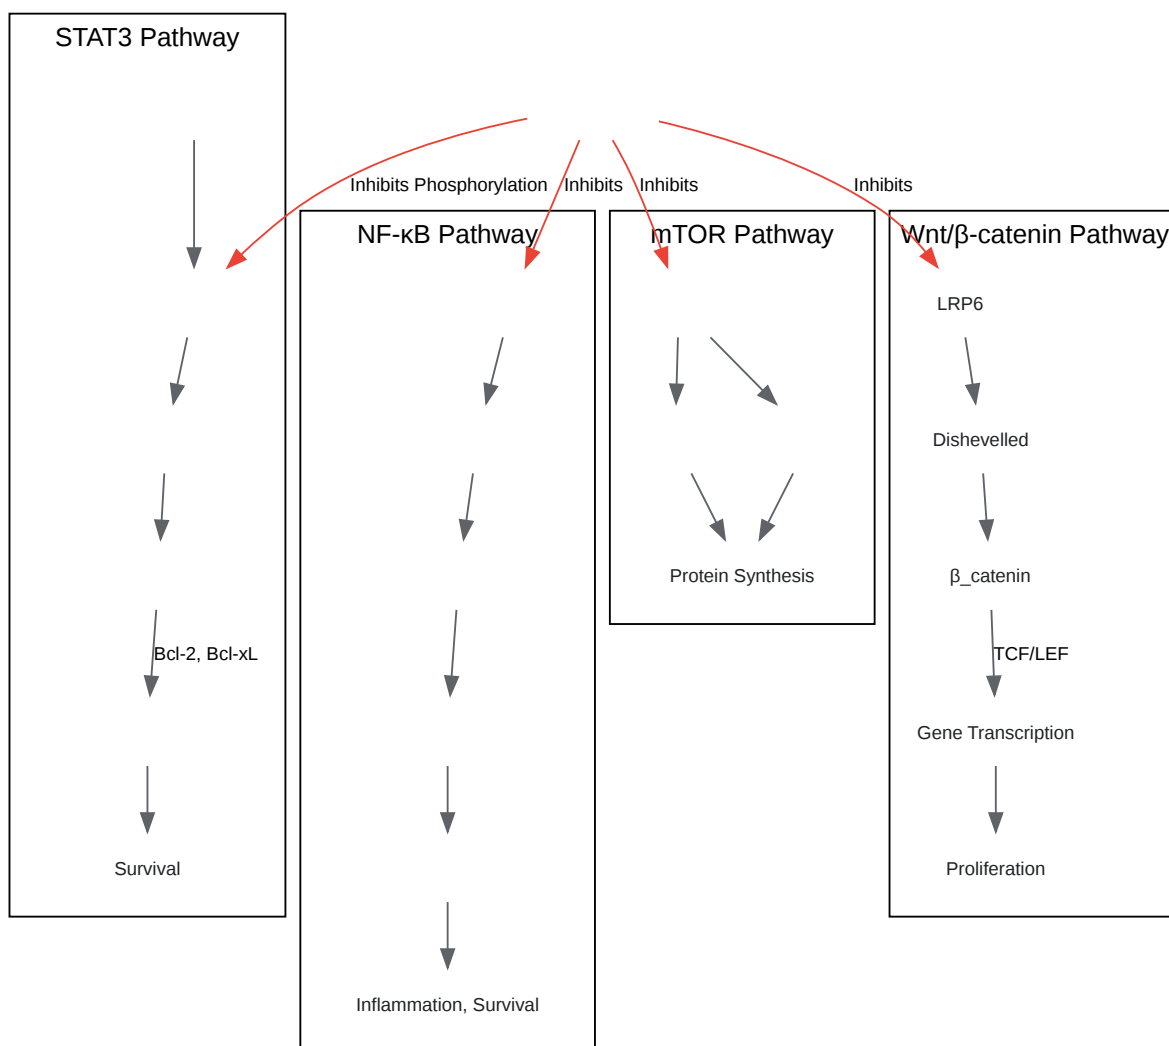 STAT3 Pathway
Inhibits Phosphorylation
Inhibits
Inhibits
Inhibits
NF-κB Pathway
mTOR Pathway
Wnt/β-catenin Pathway
LRP6
Dishevelled
Protein Synthesis
β_catenin
Bcl-2, Bcl-xL
TCF/LEF
Gene Transcription
Survival
Proliferation
Inflammation, Survival